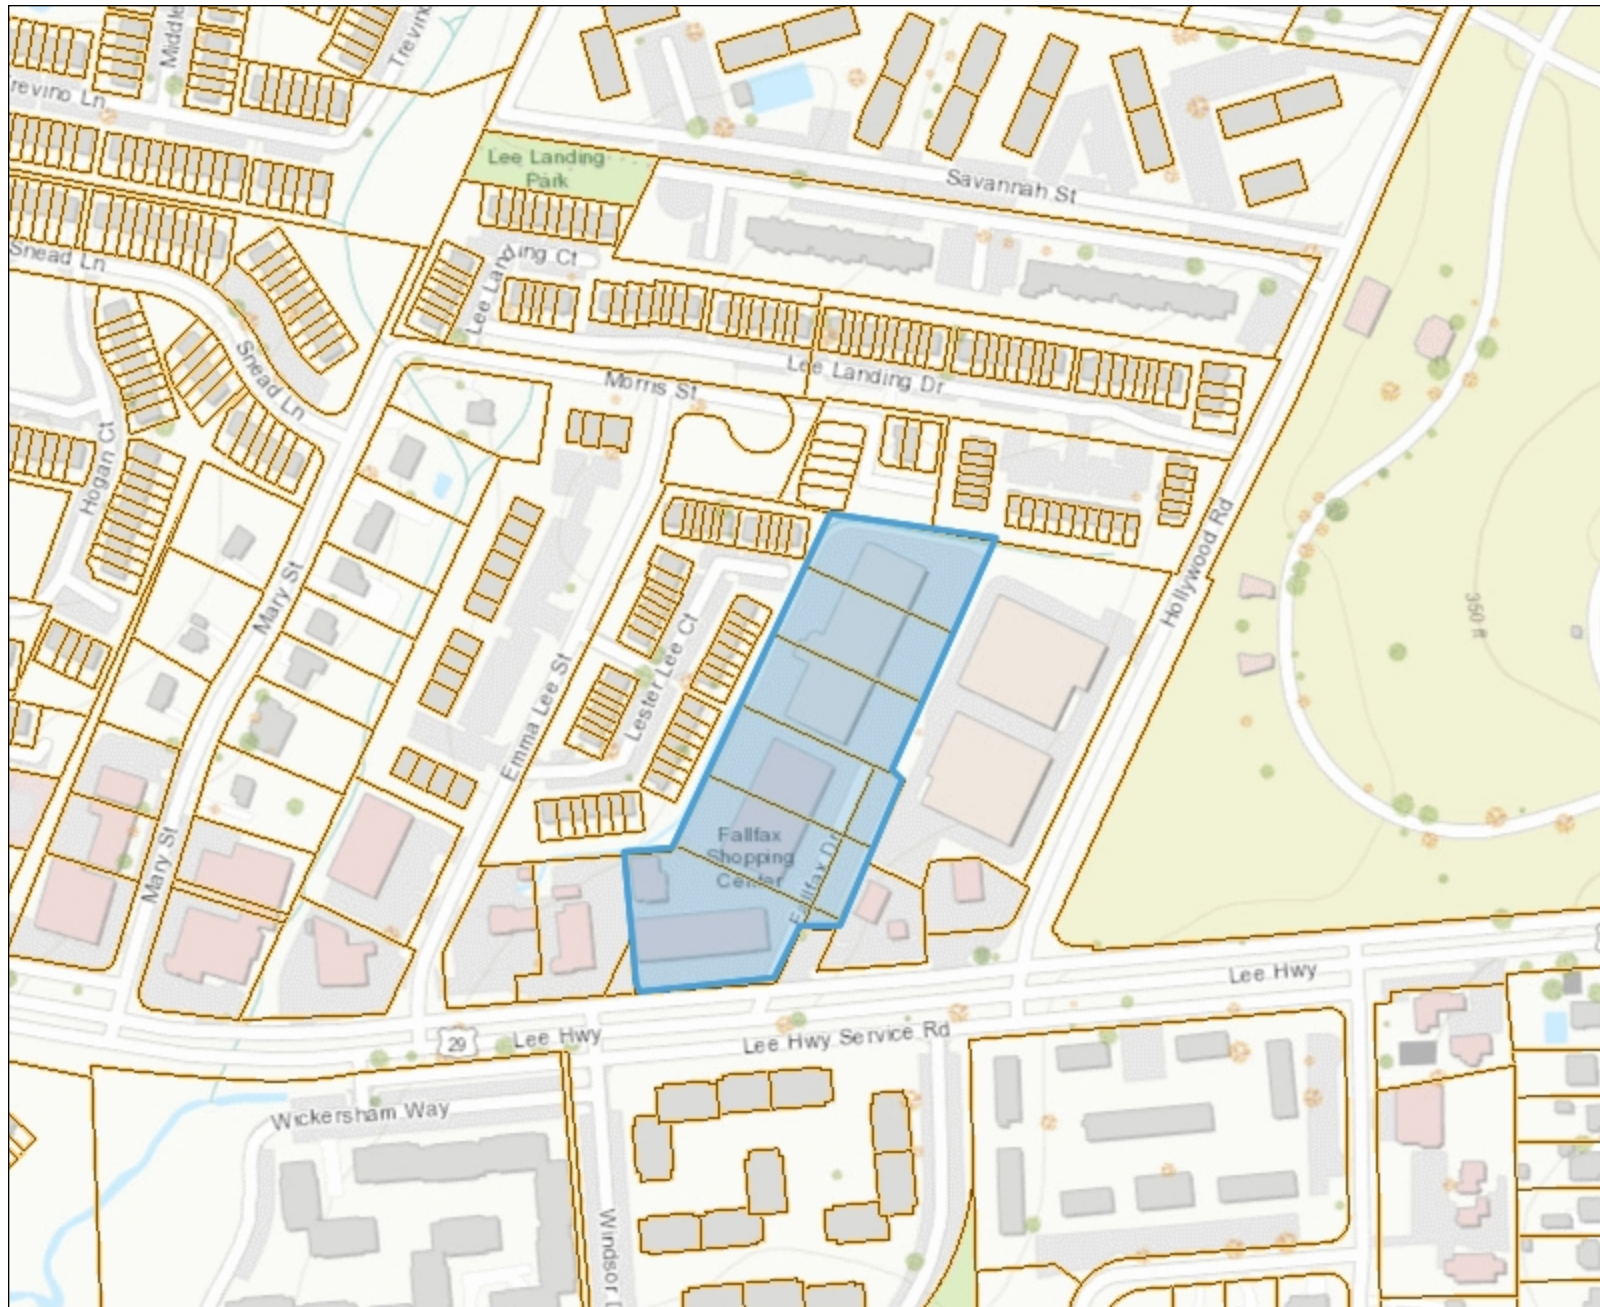 Middle
Trevino
Trevino Ln
Lee Landing
Park
Savannah St
Snead Ln
Lee Landing Ct
Snead Ln
Lee Landing Dr
Morris St
Hogan Ct
Hollywood Rd
Mary St
350 ft
Lester Lee Ct
Emma Lee St
Mary St
Fallfax
Shopping
Center
Fallfax Dr
Lee Hwy
29
Lee Hwy
Lee Hwy Service Rd
Wickersham Way
Windsor D